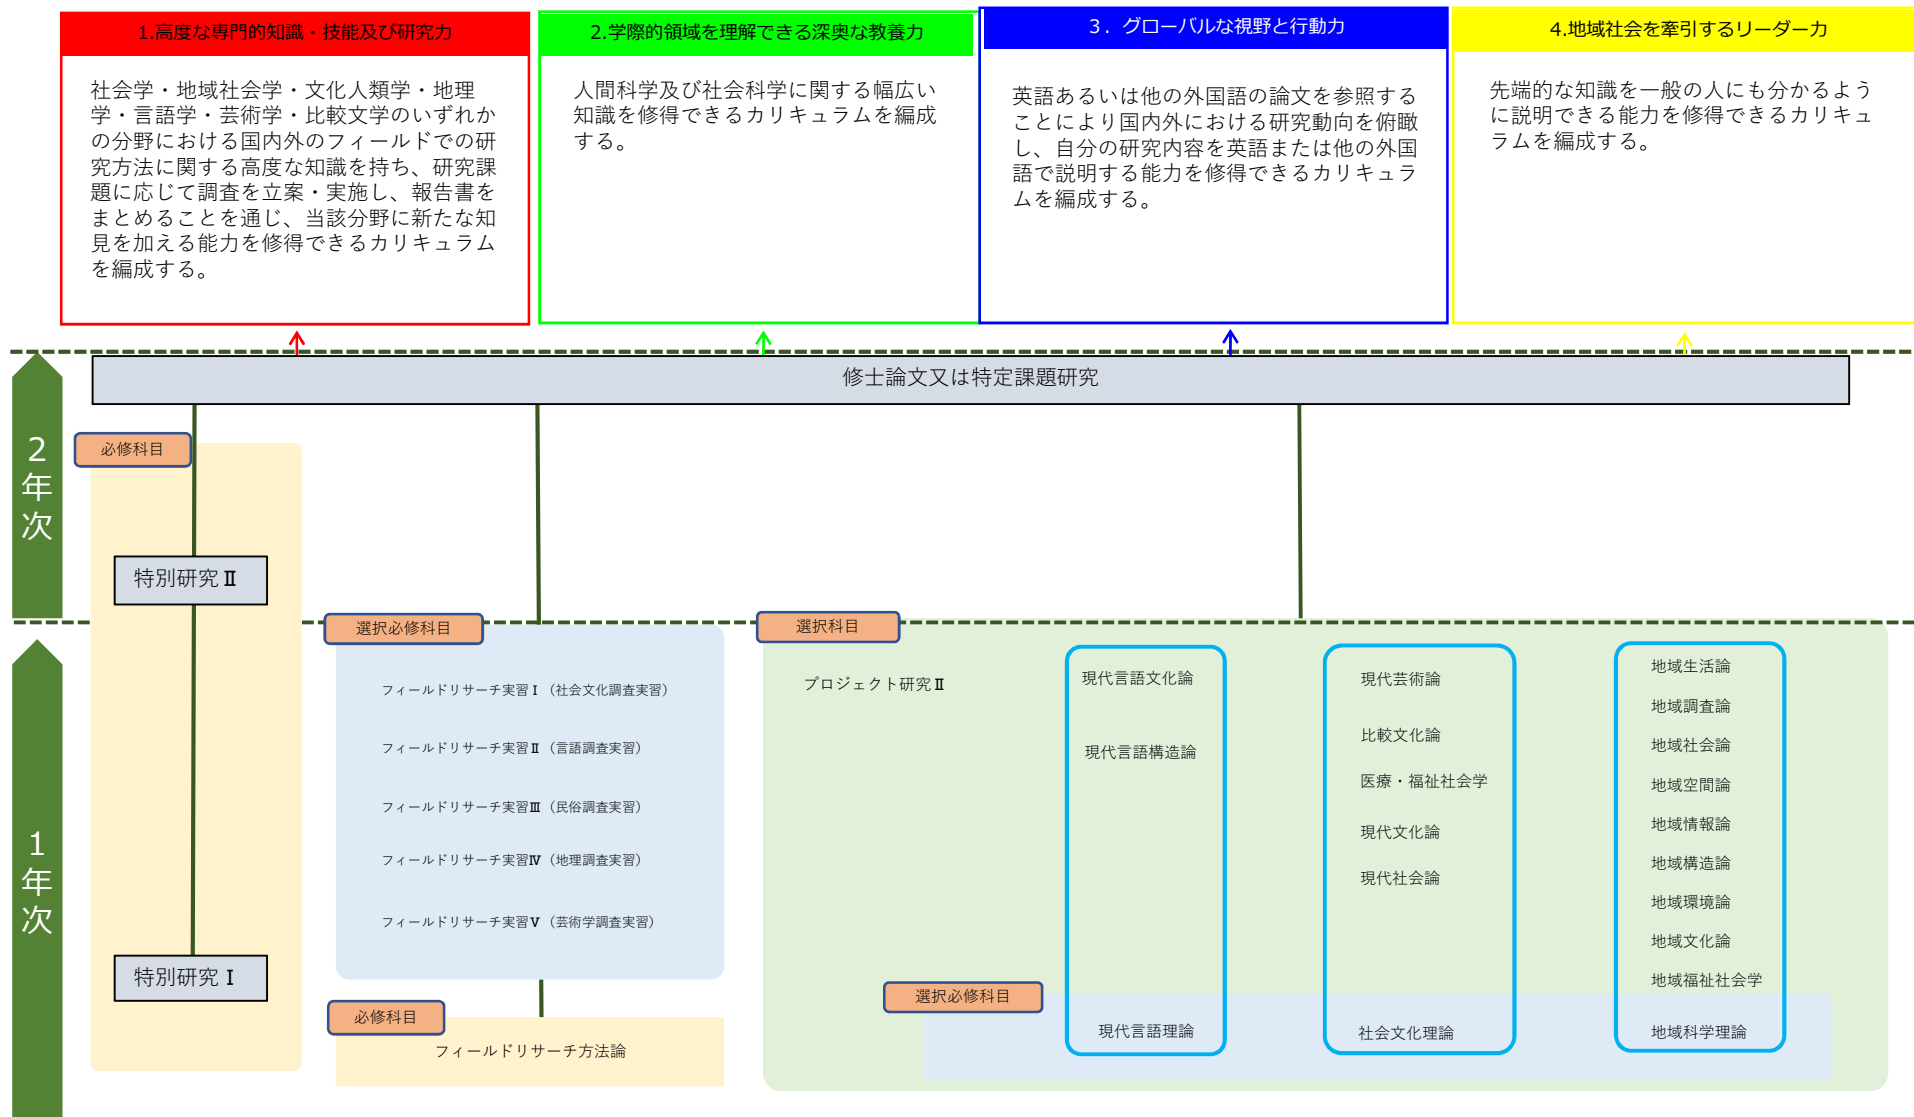 1.高度な専門的知識・技能及び研究力
社会学・地域社会学・文化人類学・地理
学・言語学・芸術学・比較文学のいずれか
の分野における国内外のフィールドでの研
究方法に関する高度な知識を持ち、研究課
題に応じて調査を立案・実施し、報告書を
まとめることを通じ、当該分野に新たな知
見を加える能力を修得できるカリキュラム
を編成する。
2.学際的領域を理解できる深奥な教養力
人間科学及び社会科学に関する幅広い
知識を修得できるカリキュラムを編成
する。
3．グローバルな視野と行動力
英語あるいは他の外国語の論文を参照する
ことにより国内外における研究動向を俯瞰
し、自分の研究内容を英語または他の外国
語で説明する能力を修得できるカリキュラ
ムを編成する。
4.地域社会を牽引するリーダー力
先端的な知識を一般の人にも分かるよう
に説明できる能力を修得できるカリキュ
ラムを編成する。
修士論文又は特定課題研究
2年次
必修科目
特別研究Ⅱ
1年次
特別研究Ⅰ
選択必修科目
フィールドリサーチ実習Ⅰ（社会文化調査実習）
フィールドリサーチ実習Ⅱ（言語調査実習）
フィールドリサーチ実習Ⅲ（民俗調査実習）
フィールドリサーチ実習Ⅳ（地理調査実習）
フィールドリサーチ実習Ⅴ（芸術学調査実習）
必修科目
フィールドリサーチ方法論
選択科目
プロジェクト研究Ⅱ
現代言語文化論
現代言語構造論
現代芸術論
比較文化論
医療・福祉社会学
現代文化論
現代社会論
地域生活論
地域調査論
地域社会論
地域空間論
地域情報論
地域構造論
地域環境論
地域文化論
地域福祉社会学
選択必修科目
現代言語理論
社会文化理論
地域科学理論